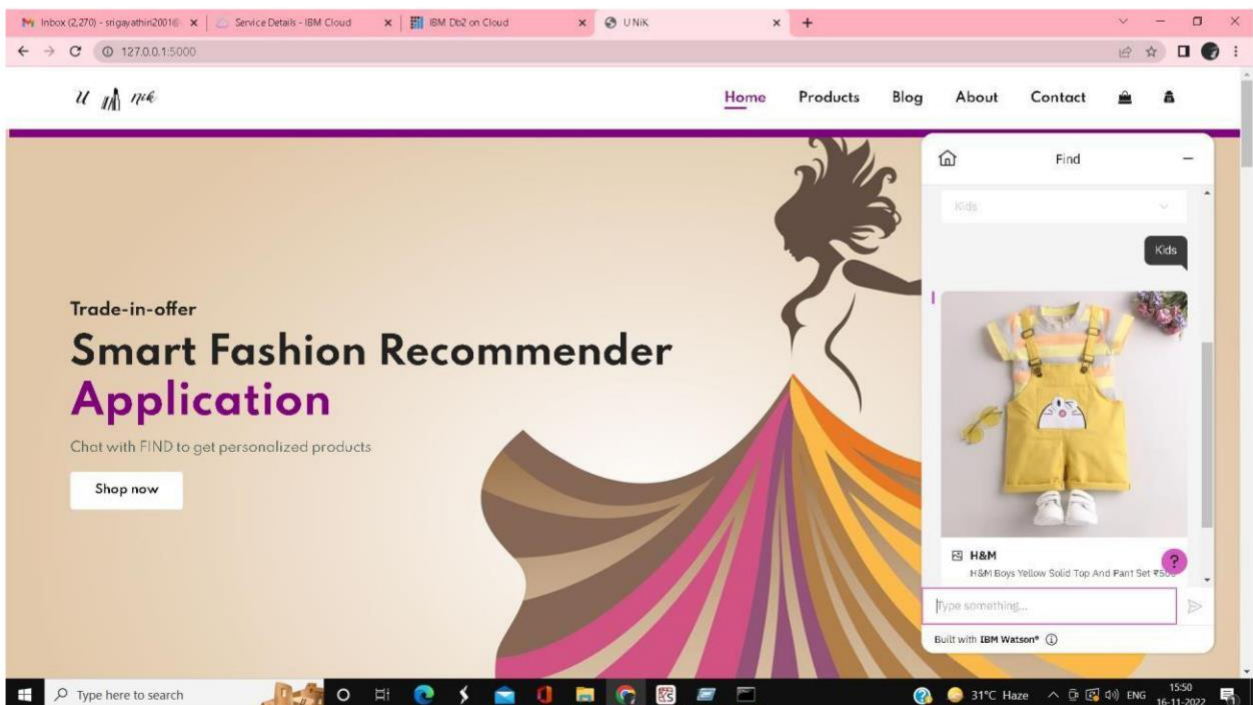 Inbox (2,270) - srigayathiri2001@
Service Details - IBM Cloud
IBM Db2 on Cloud
U NiK
127.0.0.1:5000
u nik
Home Products Blog About Contact
Find
Kids
Kids
Trade-in-offer
Smart Fashion Recommender
Application
Chat with FIND to get personalized products
Shop now
H&M
H&M Boys Yellow Solid Top And Pant Set
?
Type something...
Built with IBM Watson®
Type here to search
31°C Haze
ENG
15:50
16-11-2022